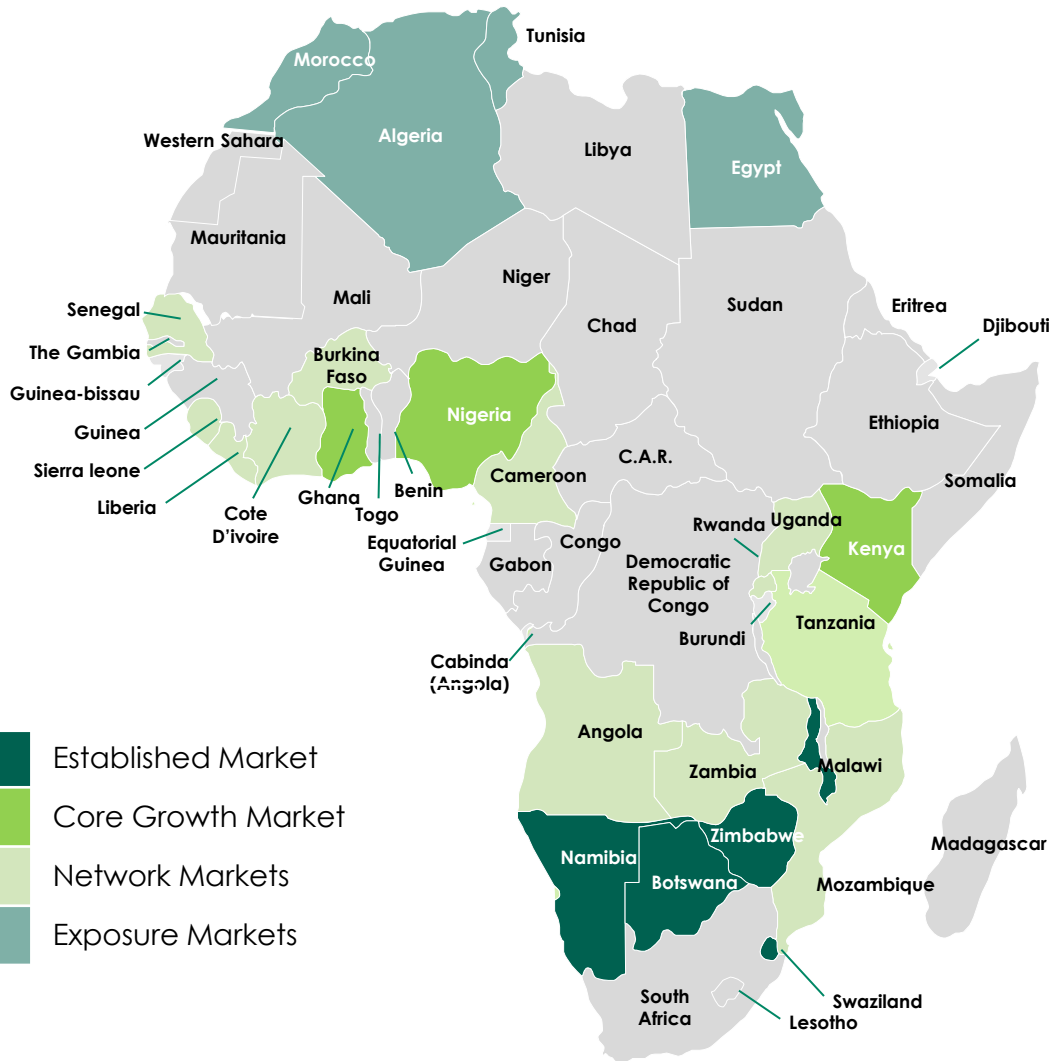 Tunisia
Morocco
Algeria
Western Sahara
Libya
Egypt
Mauritania
Mali
Niger
Chad
Sudan
Eritrea
Djibouti
Senegal
The Gambia
Guinea-bissau
Guinea
Sierra leone
Liberia
Cote
D'ivoire
Burkina
Faso
Ghana
Togo
Benin
Nigeria
Cameroon
C.A.R.
Ethiopia
Somalia
Equatorial
Guinea
Gabon
Congo
Democratic
Republic of
Congo
Rwanda
Uganda
Kenya
Burundi
Tanzania
Cabinda
(Angola)
Angola
Zambia
Malawi
Zimbabwe
Namibia
Botswana
Mozambique
Madagascar
Swaziland
Lesotho
South
Africa
Established Market
Core Growth Market
Network Markets
Exposure Markets